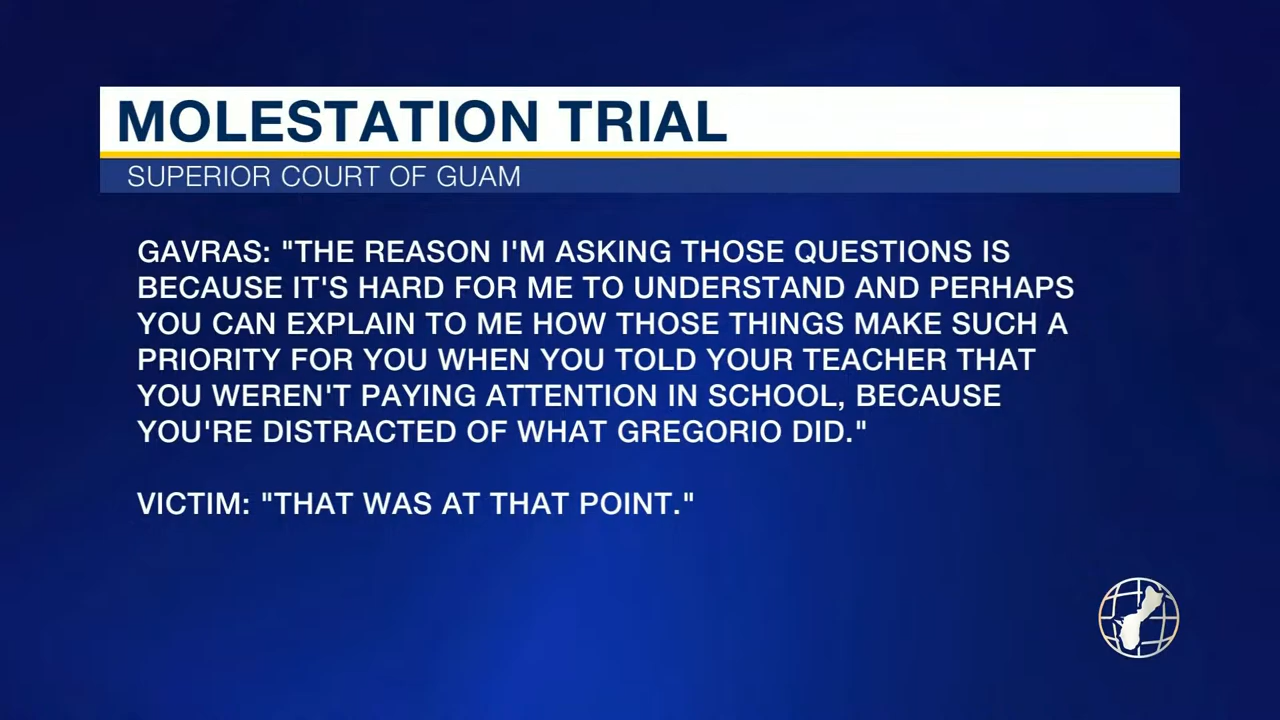 MOLESTATION TRIAL
SUPERIOR COURT OF GUAM
GAVRAS: "THE REASON I'M ASKING THOSE QUESTIONS IS
BECAUSE IT'S HARD FOR ME TO UNDERSTAND AND PERHAPS
YOU CAN EXPLAIN TO ME HOW THOSE THINGS MAKE SUCH A
PRIORITY FOR YOU WHEN YOU TOLD YOUR TEACHER THAT
YOU WEREN'T PAYING ATTENTION IN SCHOOL, BECAUSE
YOU'RE DISTRACTED OF WHAT GREGORIO DID."
VICTIM: "THAT WAS AT THAT POINT."